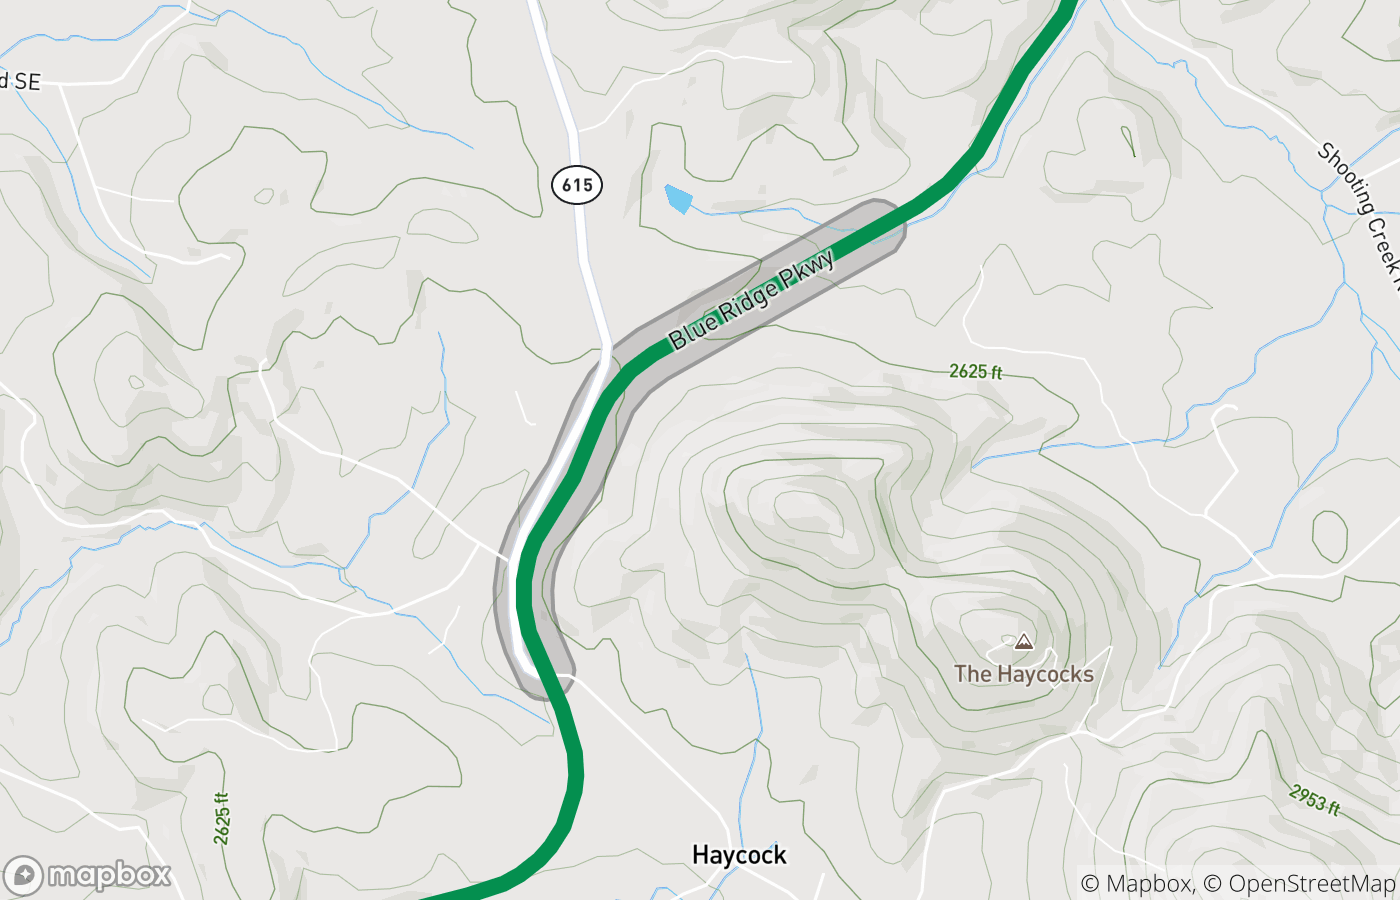 d SE
Shooting Creek R
615
Blue Ridge Pkwy
2625 ft
The Haycocks
2625 ft
2953 ft
Haycock
mapbox
© Mapbox, © OpenStreetMap